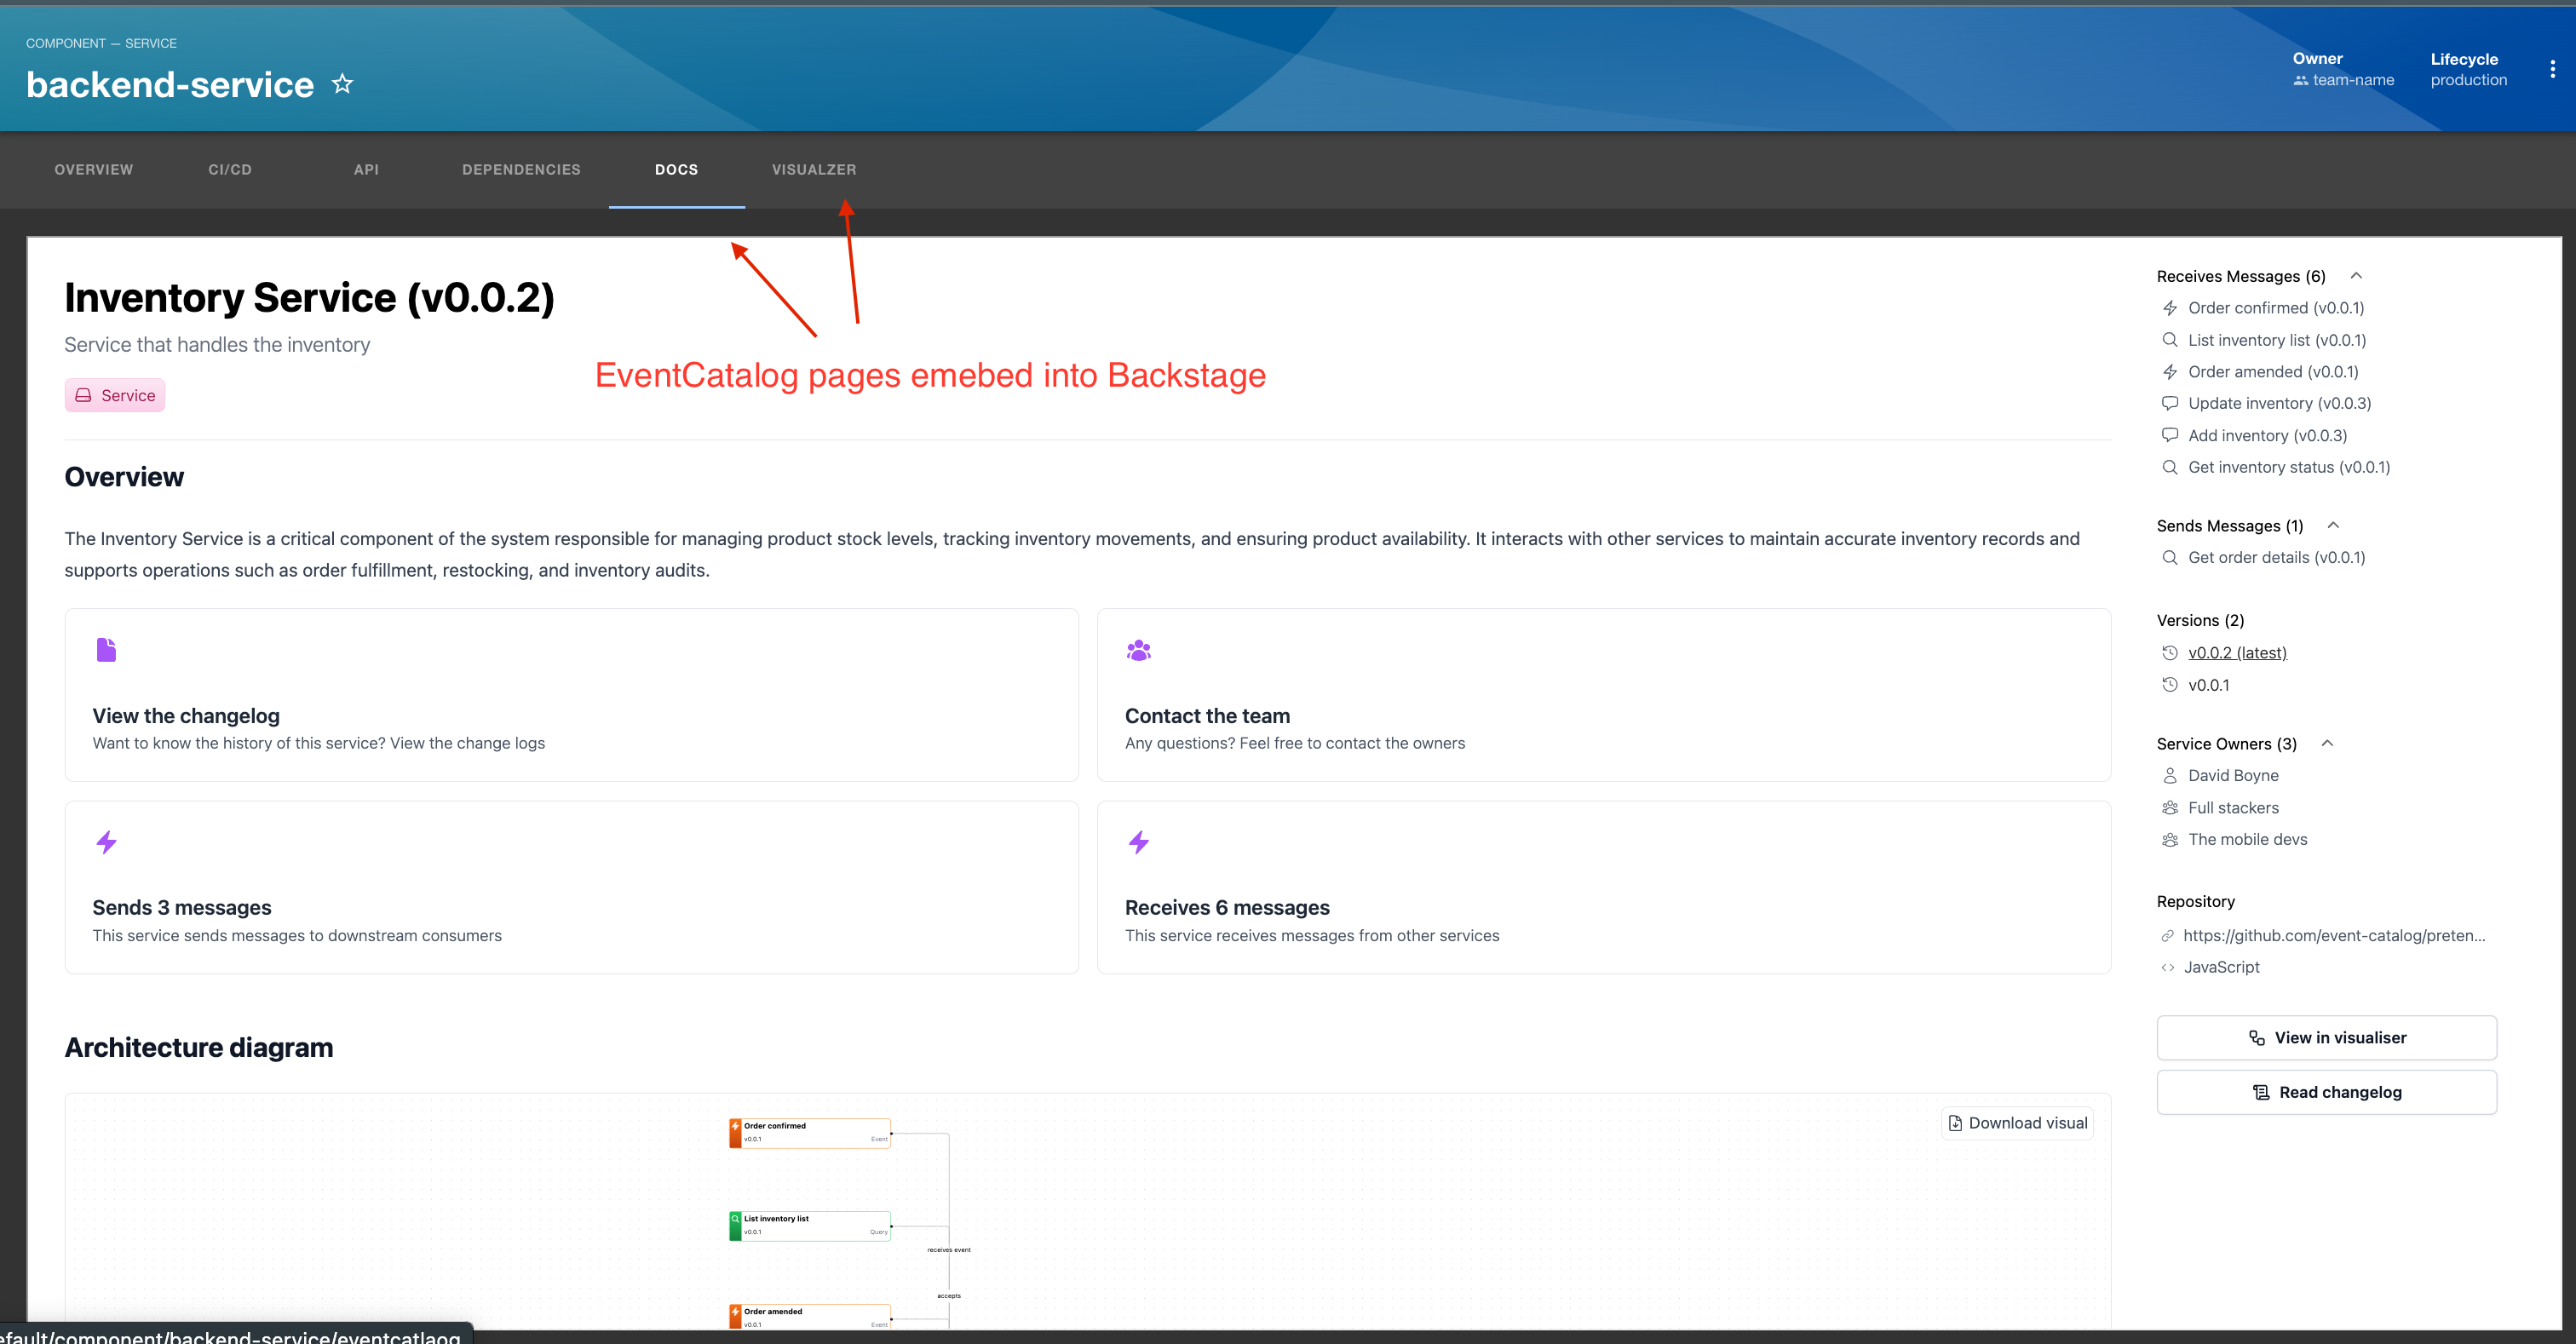 COMPONENT — SERVICE
backend-service
Owner
team-name
Lifecycle
production
OVERVIEW
CI/CD
API
DEPENDENCIES
DOCS
VISUALZER
EventCatalog pages emebed into Backstage
Inventory Service (v0.0.2)
Service that handles the inventory
Service
Overview
The Inventory Service is a critical component of the system responsible for managing product stock levels, tracking inventory movements, and ensuring product availability. It interacts with other services to maintain accurate inventory records and
supports operations such as order fulfillment, restocking, and inventory audits.
View the changelog
Want to know the history of this service? View the change logs
Contact the team
Any questions? Feel free to contact the owners
Sends 3 messages
This service sends messages to downstream consumers
Receives 6 messages
This service receives messages from other services
Architecture diagram
Download visual
Order confirmed
v0.0.1
Event
List inventory list
v0.0.1
Query
receives event
accepts
Order amended
v0.0.1
Event
Receives Messages (6)
Order confirmed (v0.0.1)
List inventory list (v0.0.1)
Order amended (v0.0.1)
Update inventory (v0.0.3)
Add inventory (v0.0.3)
Get inventory status (v0.0.1)
Sends Messages (1)
Get order details (v0.0.1)
Versions (2)
v0.0.2 (latest)
v0.0.1
Service Owners (3)
David Boyne
Full stackers
The mobile devs
Repository
https://github.com/event-catalog/preten...
JavaScript
View in visualiser
Read changelog
efault/component/backend-service/eventcatlaog